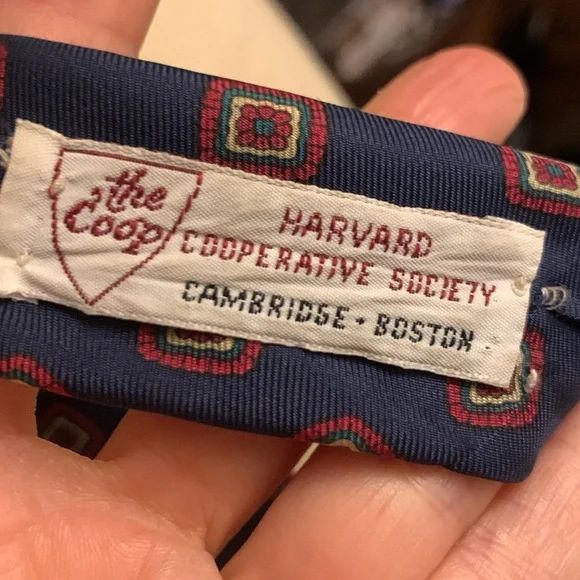 the
Coop
HARVARD
COOPERATIVE SOCIETY
CAMBRIDGE • BOSTON